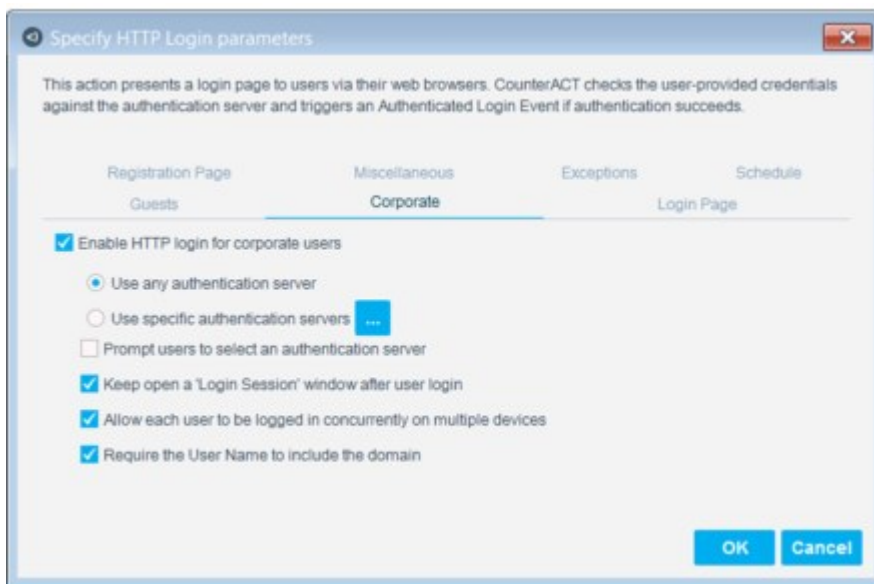 Specify HTTP Login parameters
This action presents a login page to users via their web browsers. CounterACT checks the user-provided credentials
against the authentication server and triggers an Authenticated Login Event if authentication succeeds.
Registration Page Miscellaneous Exceptions Schedule
Guests Corporate Login Page
Enable HTTP login for corporate users
Use any authentication server
Use specific authentication servers ...
Prompt users to select an authentication server
Keep open a 'Login Session' window after user login
Allow each user to be logged in concurrently on multiple devices
Require the User Name to include the domain
OK Cancel